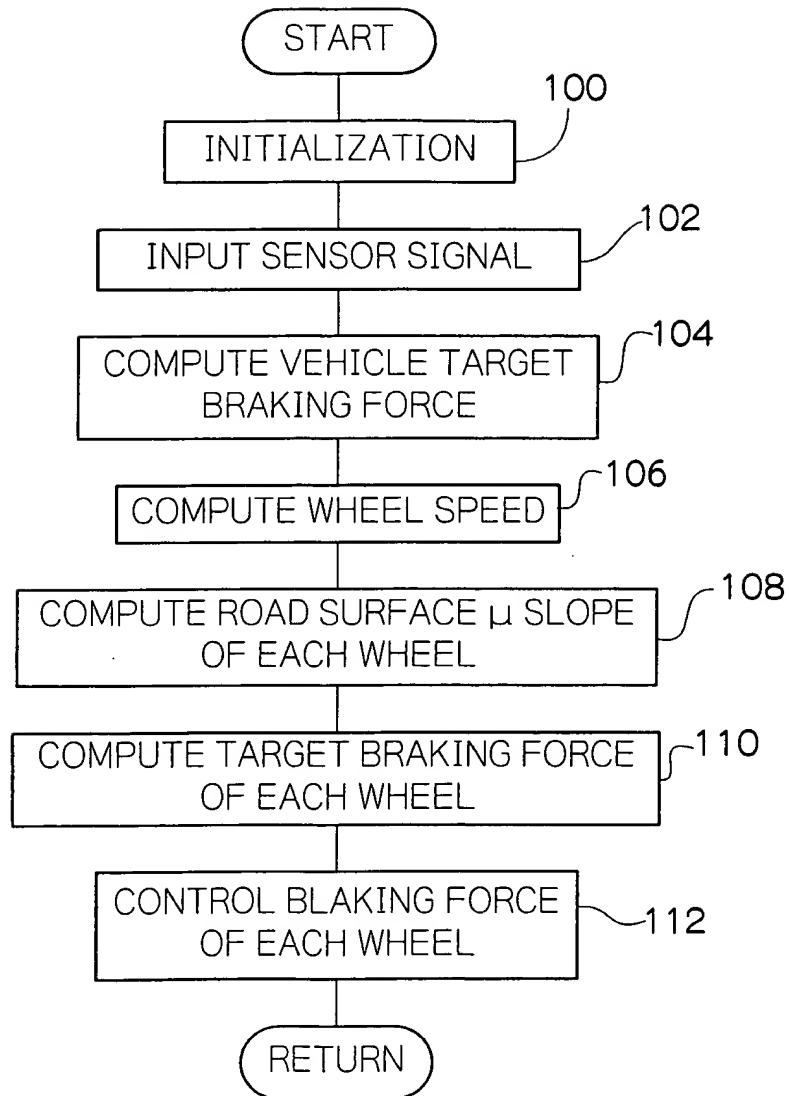 START
100
INITIALIZATION
102
INPUT SENSOR SIGNAL
104
COMPUTE VEHICLE TARGET
BRAKING FORCE
106
COMPUTE WHEEL SPEED
108
COMPUTE ROAD SURFACE μ SLOPE
OF EACH WHEEL
110
COMPUTE TARGET BRAKING FORCE
OF EACH WHEEL
CONTROL BLAKING FORCE
OF EACH WHEEL
112
RETURN